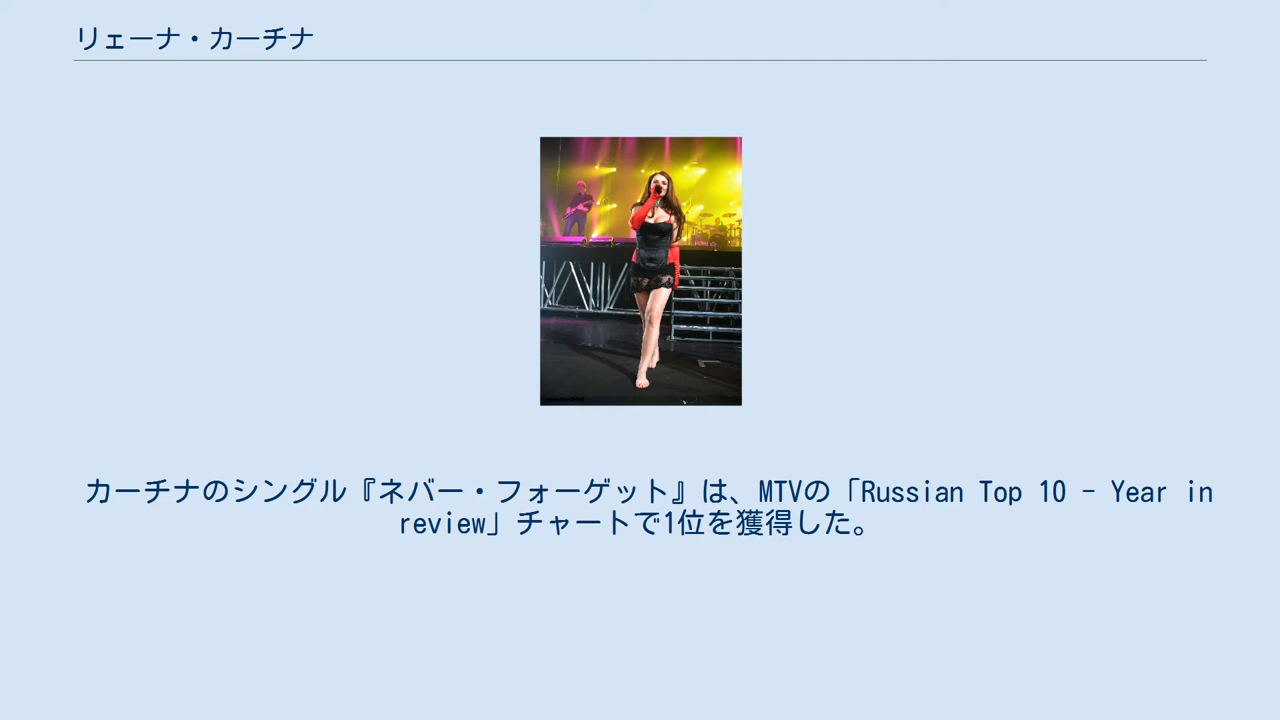 リェーナ・カーチナ
カーチナのシングル『ネバー・フォーゲット』は、MTVの「Russian Top 10 - Year in
review」チャートで1位を獲得した。